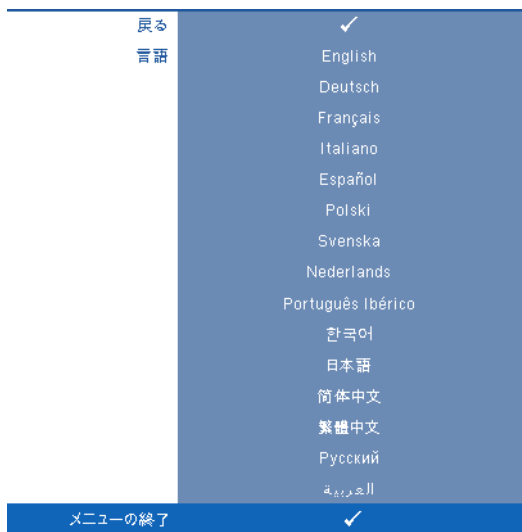 戻る ✓
言語 English
Deutsch
Français
Italiano
Español
Polski
Svenska
Nederlands
Português Ibérico
한국어
日本語
简体中文
繁體中文
Русский
العربية
メニューの終了 ✓